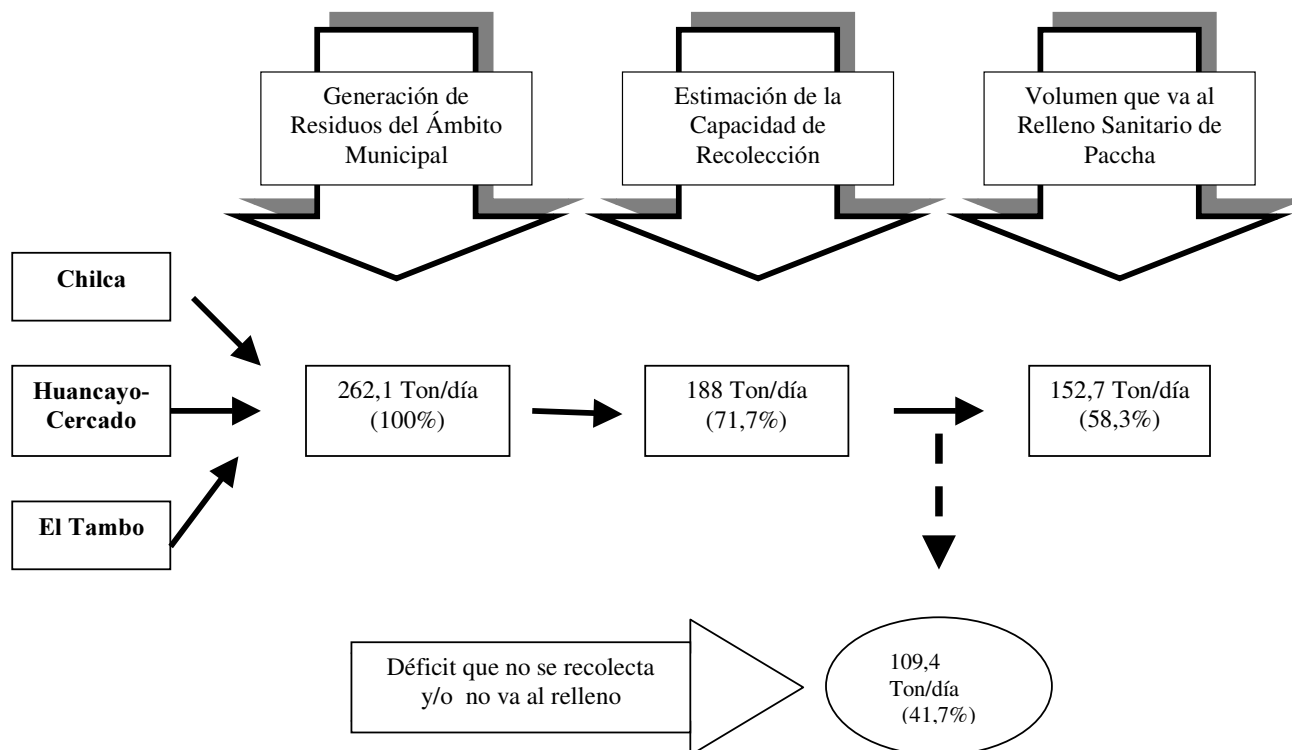 Generación de
Residuos del Ámbito
Municipal
Estimación de la
Capacidad de
Recolección
Volumen que va al
Relleno Sanitario de
Paccha
Chilca
Huancayo-
Cercado
El Tambo
262,1 Ton/día
(100%)
188 Ton/día
(71,7%)
152,7 Ton/día
(58,3%)
Déficit que no se recolecta
y/o no va al relleno
109,4
Ton/día
(41,7%)